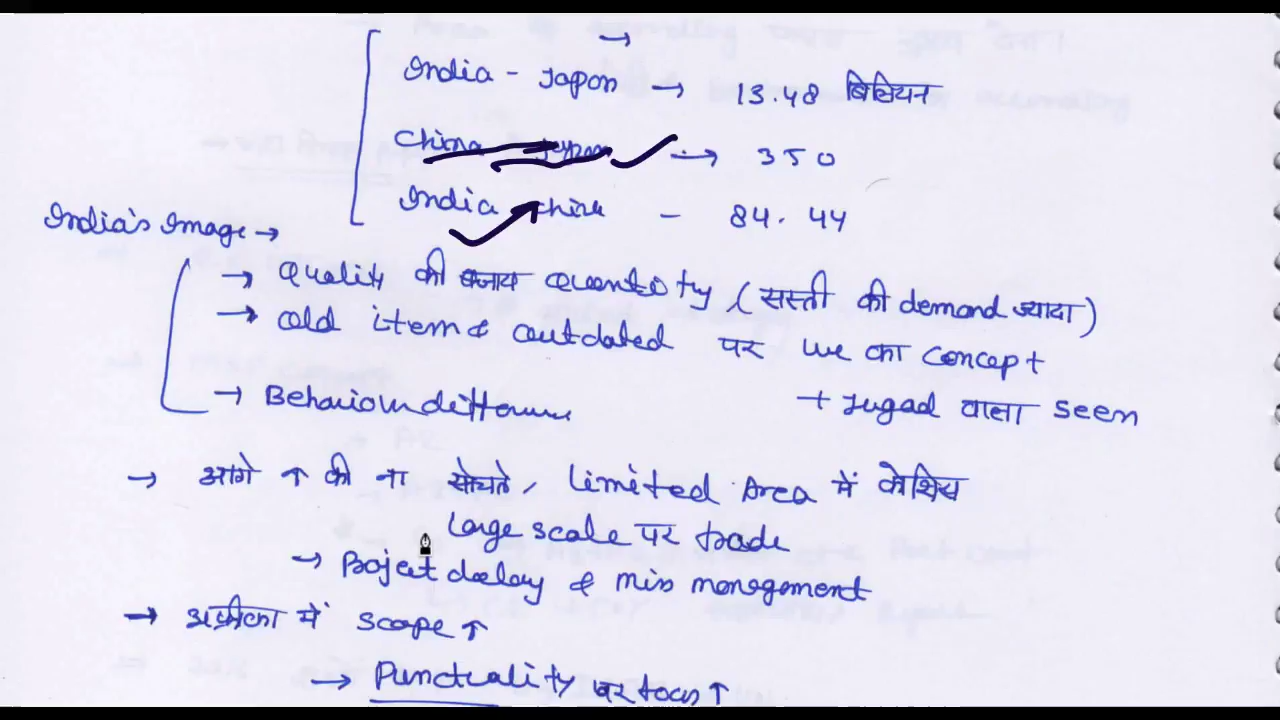 →
India - Japan → 13.48 बिलियन
China Japan → 350
India China - 84.44
India's Image →
→ Quality की बजाय quantity (सस्ती की demand ज्यादा)
→ old item & outdated पर we का concept
+ Jugad वाला seen
→ Behaviour difference
→ आगे ↑ की ना सोचते, limited Area में कोशिश
large scale पर trade
→ Project delay & mis management
→ अफ्रीका में scope ↑
→ Punctuality पर focus ↑